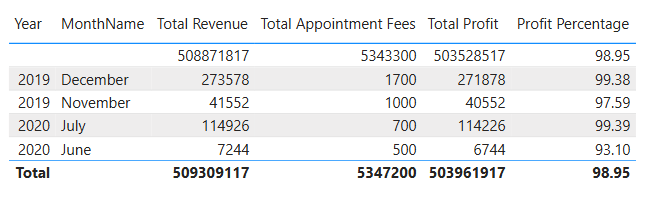 Year MonthName Total Revenue Total Appointment Fees Total Profit Profit Percentage
508871817 5343300 503528517 98.95
2019 December 273578 1700 271878 99.38
2019 November 41552 1000 40552 97.59
2020 July 114926 700 114226 99.39
2020 June 7244 500 6744 93.10
Total 509309117 5347200 503961917 98.95